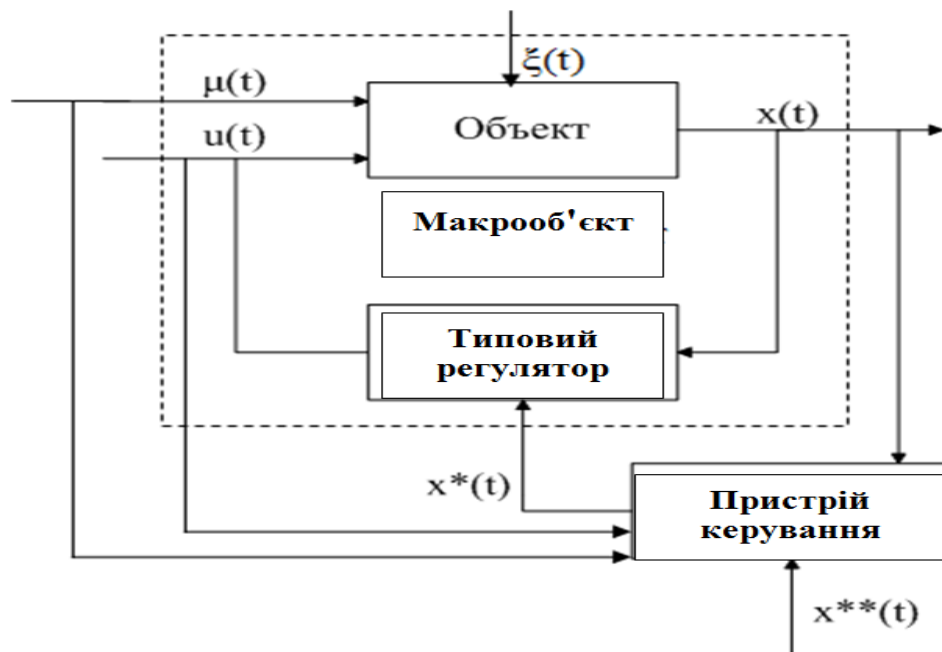 ξ(t)
μ(t)
x(t)
Объект
u(t)
Макрооб'єкт
Типовий
регулятор
x*(t)
Пристрій
керування
x**(t)